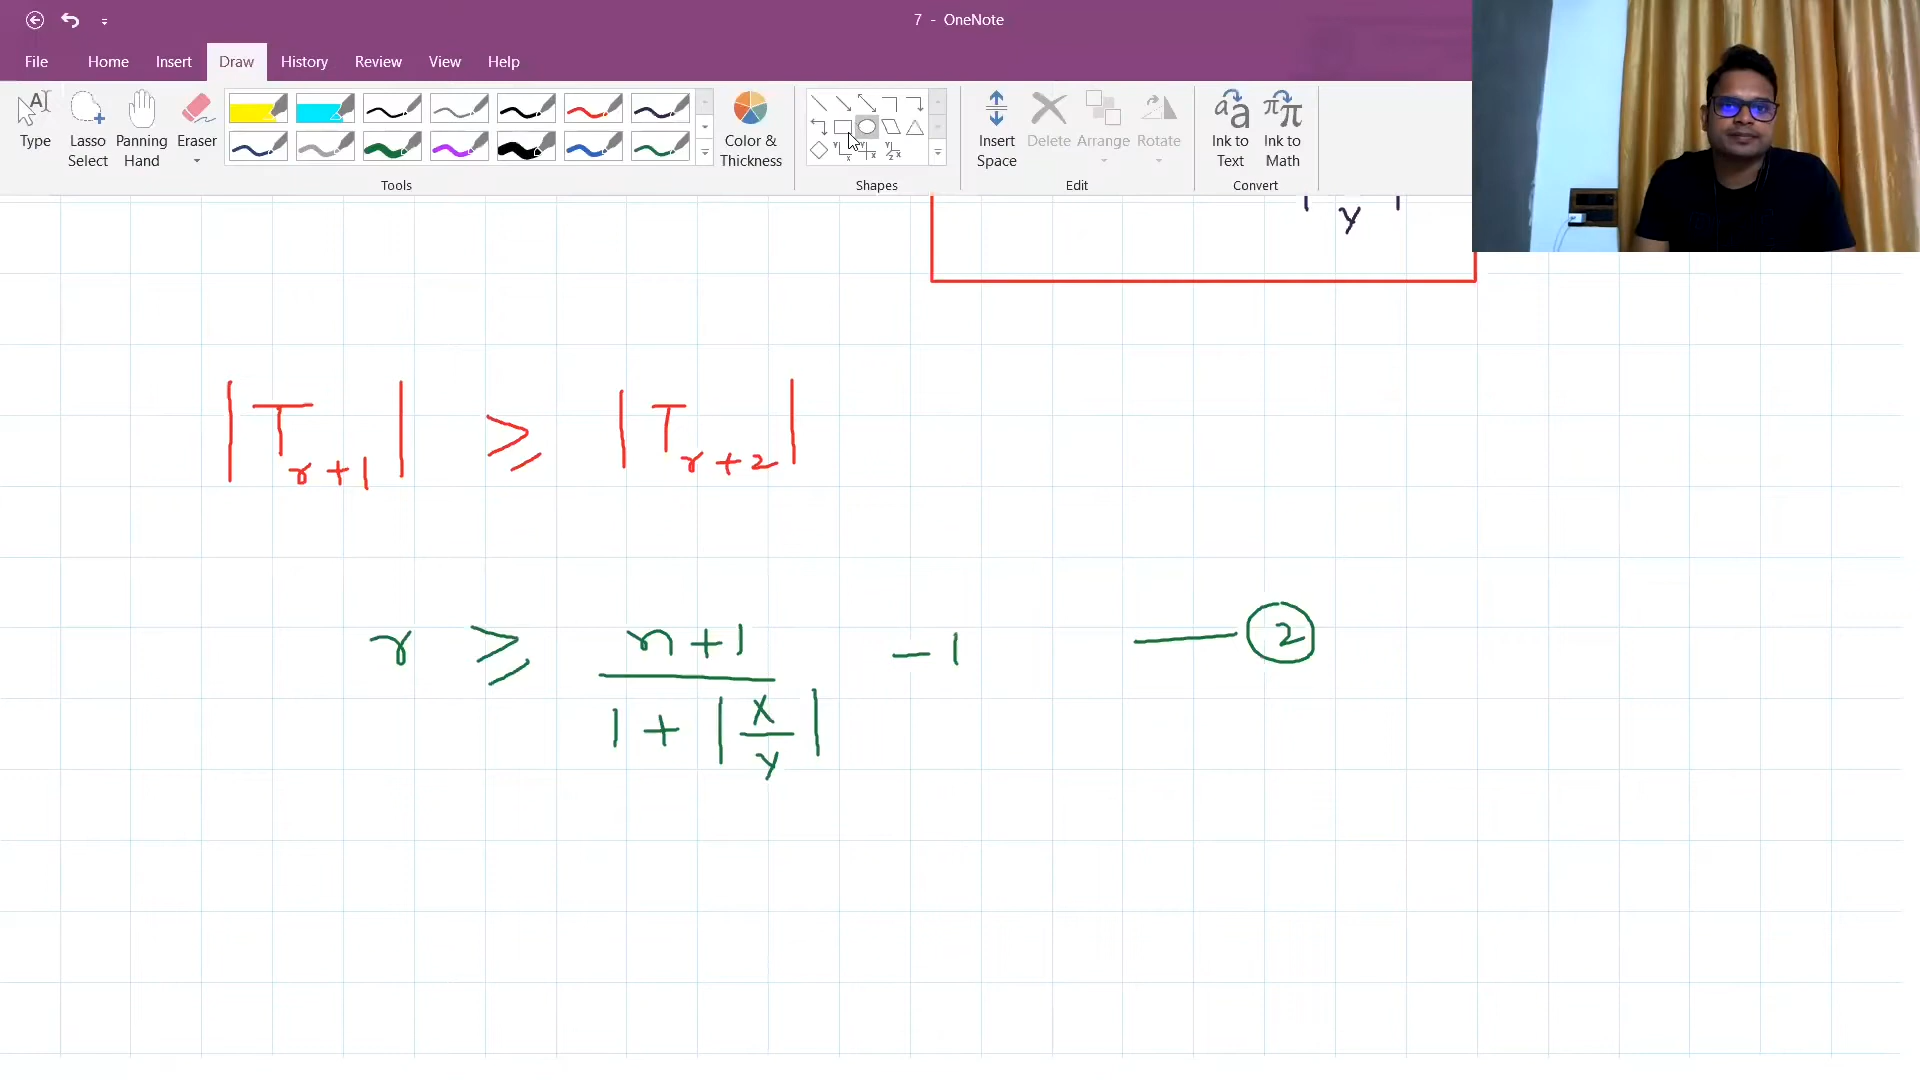 7 - OneNote
File Home Insert Draw History Review View Help
Type
Lasso Select
Panning Hand
Eraser
Color & Thickness
Insert Space
Delete
Arrange
Rotate
Ink to Text
Ink to Math
Tools
Shapes
Edit
Convert
y
|T_{r+1}| ⩾ |T_{r+2}|
r ⩾ \frac{n+1}{1+|\frac{x}{y}|} - 1 —— ②